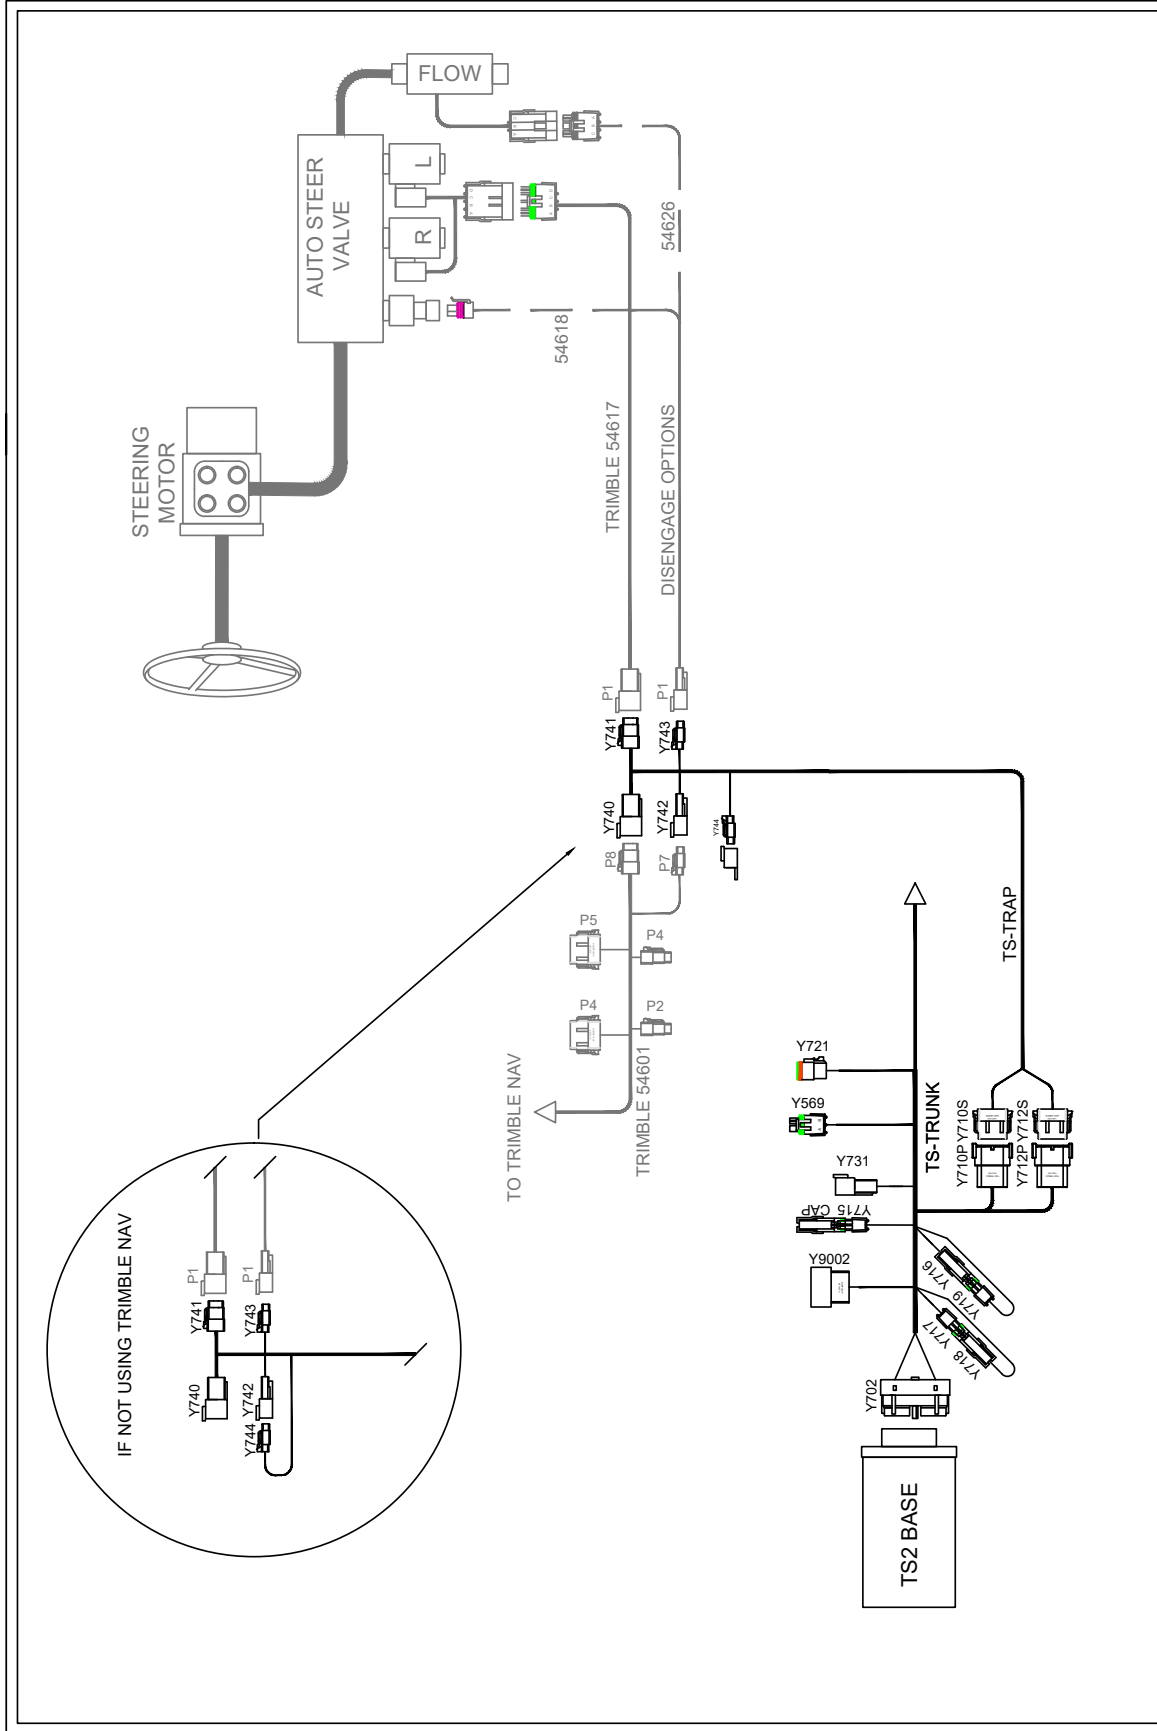 FLOW
AUTO STEER
VALVE
L
R
STEERING
MOTOR
54626
54618
TRIMBLE 54617
DISENGAGE OPTIONS
P1
P1
Y741
Y743
Y740
Y742
Y744
P8
P7
P5
P4
P4
P2
TO TRIMBLE NAV
TRIMBLE 54601
IF NOT USING TRIMBLE NAV
P1
P1
Y741
Y743
Y740
Y742
Y744
TS-TRAP
TS-TRUNK
Y721
Y569
Y731
Y715 CAP
Y9002
Y710P
Y710S
Y712P
Y712S
Y716
Y719
Y717
Y718
Y702
TS2 BASE